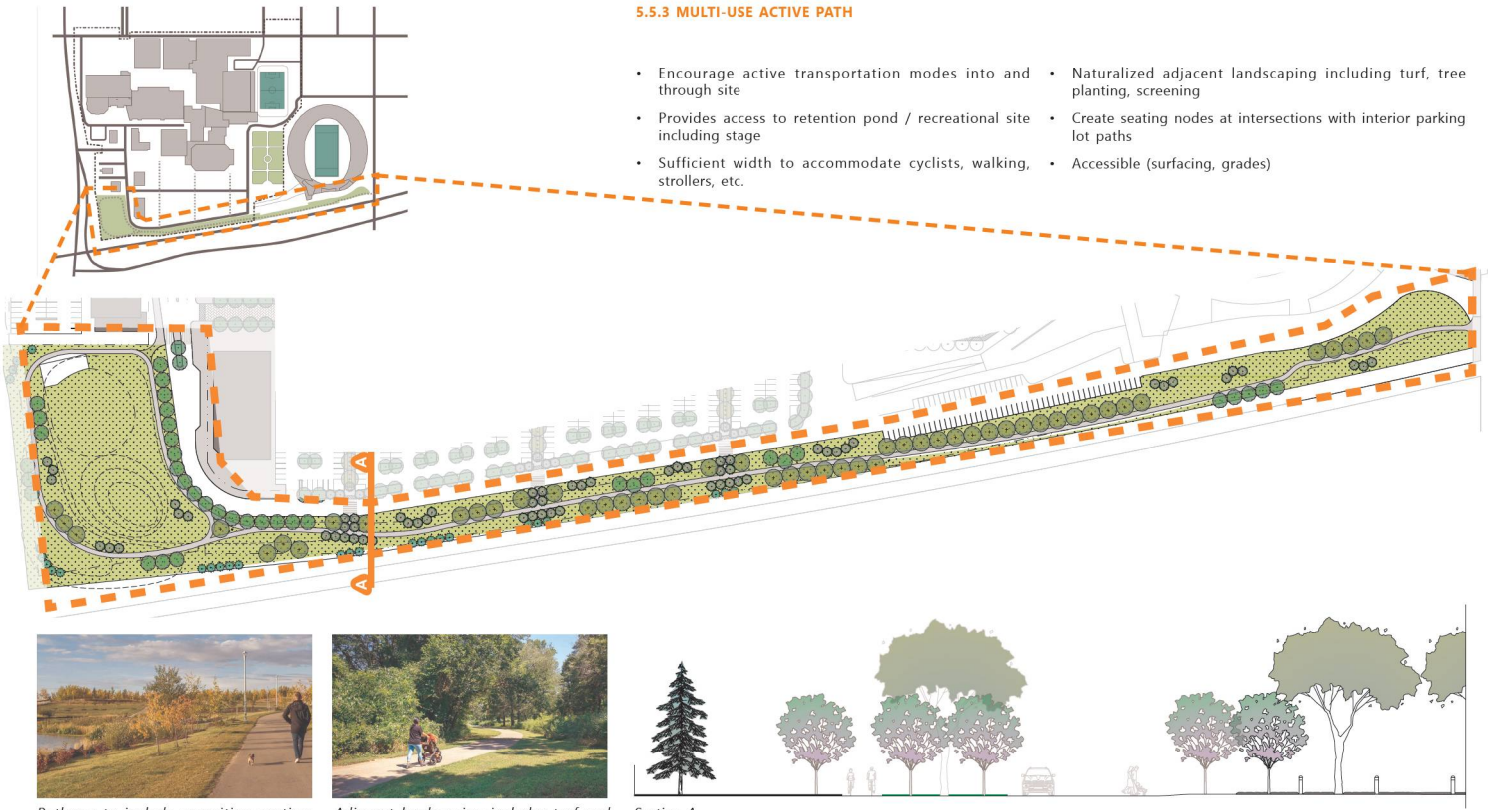 5.5.3 MULTI-USE ACTIVE PATH
• Encourage active transportation modes into and
through site
• Provides access to retention pond / recreational site
including stage
• Sufficient width to accommodate cyclists, walking,
strollers, etc.
• Naturalized adjacent landscaping including turf, tree
planting, screening
• Create seating nodes at intersections with interior parking
lot paths
• Accessible (surfacing, grades)
A
A